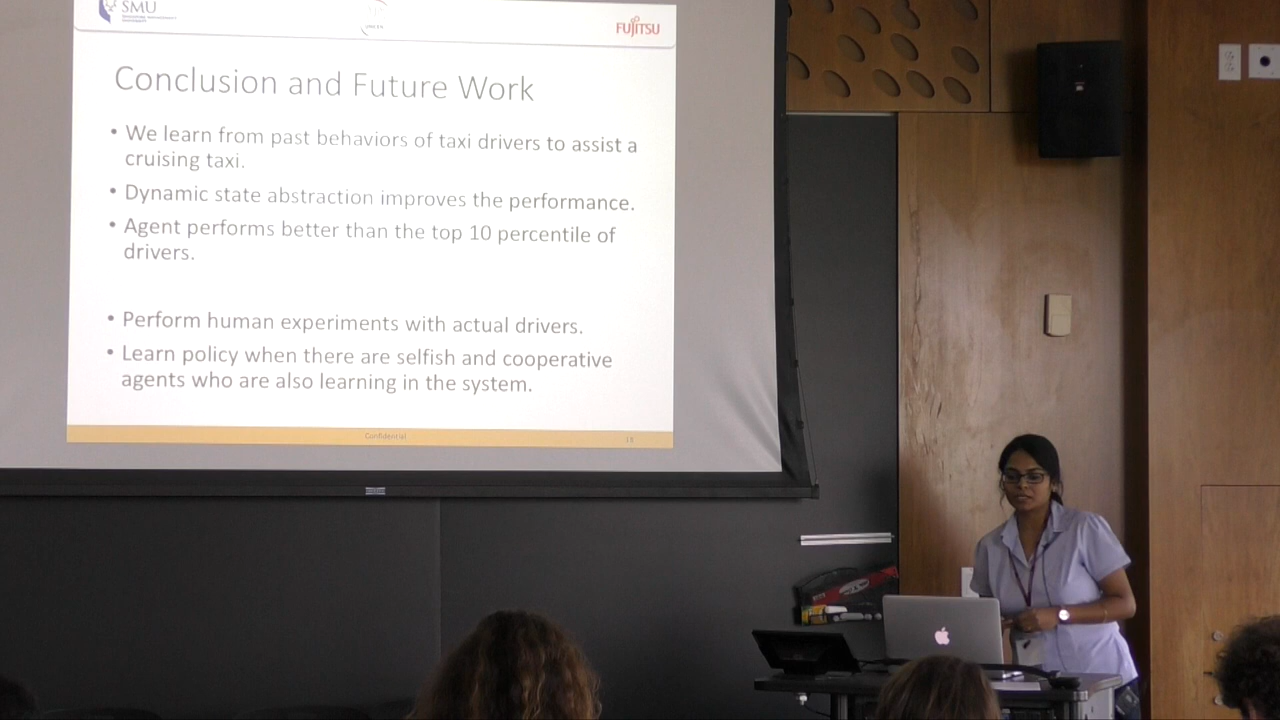 SMU
FUJITSU
Conclusion and Future Work
• We learn from past behaviors of taxi drivers to assist a
cruising taxi.
• Dynamic state abstraction improves the performance.
• Agent performs better than the top 10 percentile of
drivers.
• Perform human experiments with actual drivers.
• Learn policy when there are selfish and cooperative
agents who are also learning in the system.
Confidential
18